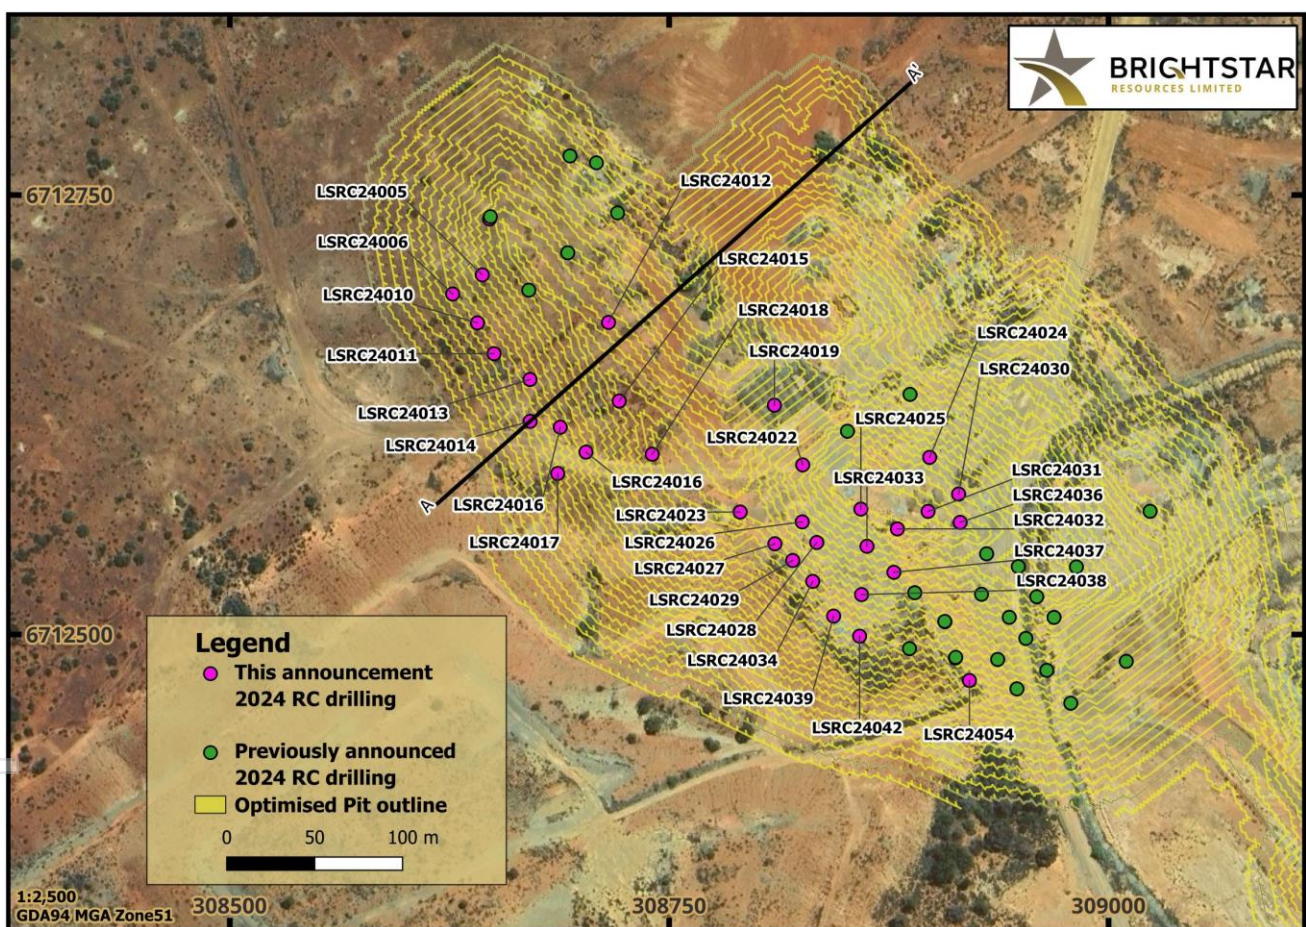 A'
BRIGHTSTAR
RESOURCES LIMITED
6712750
LSRC24005
LSRC24012
LSRC24006
LSRC24015
LSRC24010
LSRC24018
LSRC24024
LSRC24011
LSRC24019
LSRC24030
LSRC24013
LSRC24025
LSRC24014
LSRC24022
LSRC24031
LSRC24033
LSRC24016
LSRC24036
A
LSRC24016
LSRC24023
LSRC24032
LSRC24017
LSRC24026
LSRC24037
LSRC24027
LSRC24038
LSRC24029
LSRC24028
6712500
LSRC24034
LSRC24039
LSRC24042
LSRC24054
Legend
This announcement
2024 RC drilling
Previously announced
2024 RC drilling
Optimised Pit outline
0 50 100 m
1:2,500
GDA94 MGA Zone51
308500
308750
309000